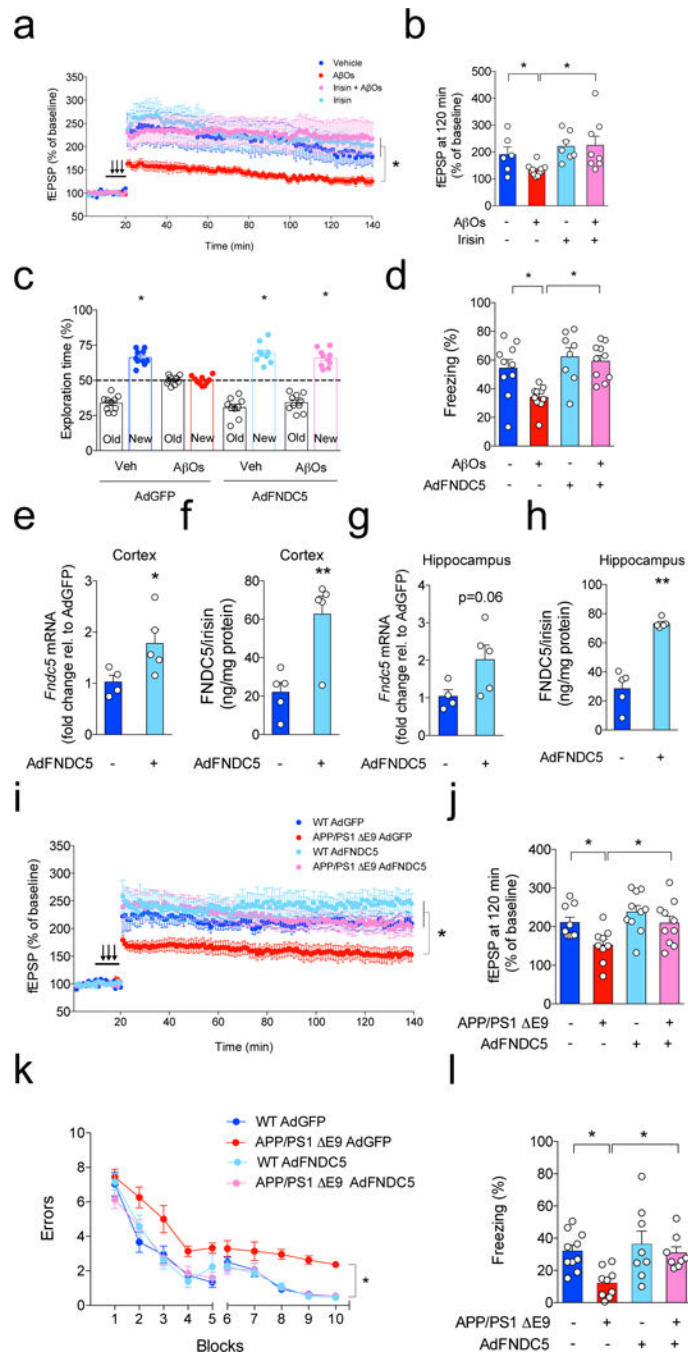 a
Vehicle
AβOs
Irisin + AβOs
Irisin
fEPSP (% of baseline)
350
300
250
200
150
100
50
*
0 20 40 60 80 100 120 140
Time (min)
b
fEPSP at 120 min
(% of baseline)
500
400
300
200
100
0
* *
AβOs - + - +
Irisin - - + +
c
Exploration time (%)
100
75
50
25
0
* * *
Old New Old New Old New Old New
Veh AβOs Veh AβOs
AdGFP AdFNDC5
d
Freezing (%)
100
80
60
40
20
0
* *
AβOs - + - +
AdFNDC5 - - + +
e
Cortex
Fndc5 mRNA
(fold change rel. to AdGFP)
4
3
2
1
0
*
AdFNDC5 - +
f
Cortex
FNDC5/irisin
(ng/mg protein)
80
60
40
20
0
**
AdFNDC5 - +
g
Hippocampus
Fndc5 mRNA
(fold change rel. to AdGFP)
4
3
2
1
0
p=0.06
AdFNDC5 - +
h
Hippocampus
FNDC5/irisin
(ng/mg protein)
100
80
60
40
20
0
**
AdFNDC5 - +
i
WT AdGFP
APP/PS1 ΔE9 AdGFP
WT AdFNDC5
APP/PS1 ΔE9 AdFNDC5
fEPSP (% of baseline)
350
300
250
200
150
100
50
*
0 20 40 60 80 100 120 140
Time (min)
j
fEPSP at 120 min
(% of baseline)
400
300
200
100
0
* *
APP/PS1 ΔE9 - + - +
AdFNDC5 - - + +
k
WT AdGFP
APP/PS1 ΔE9 AdGFP
WT AdFNDC5
APP/PS1 ΔE9 AdFNDC5
Errors
10
8
6
4
2
0
*
1 2 3 4 5 6 7 8 9 10
Blocks
l
Freezing (%)
100
80
60
40
20
0
* *
APP/PS1 ΔE9 - + - +
AdFNDC5 - - + +